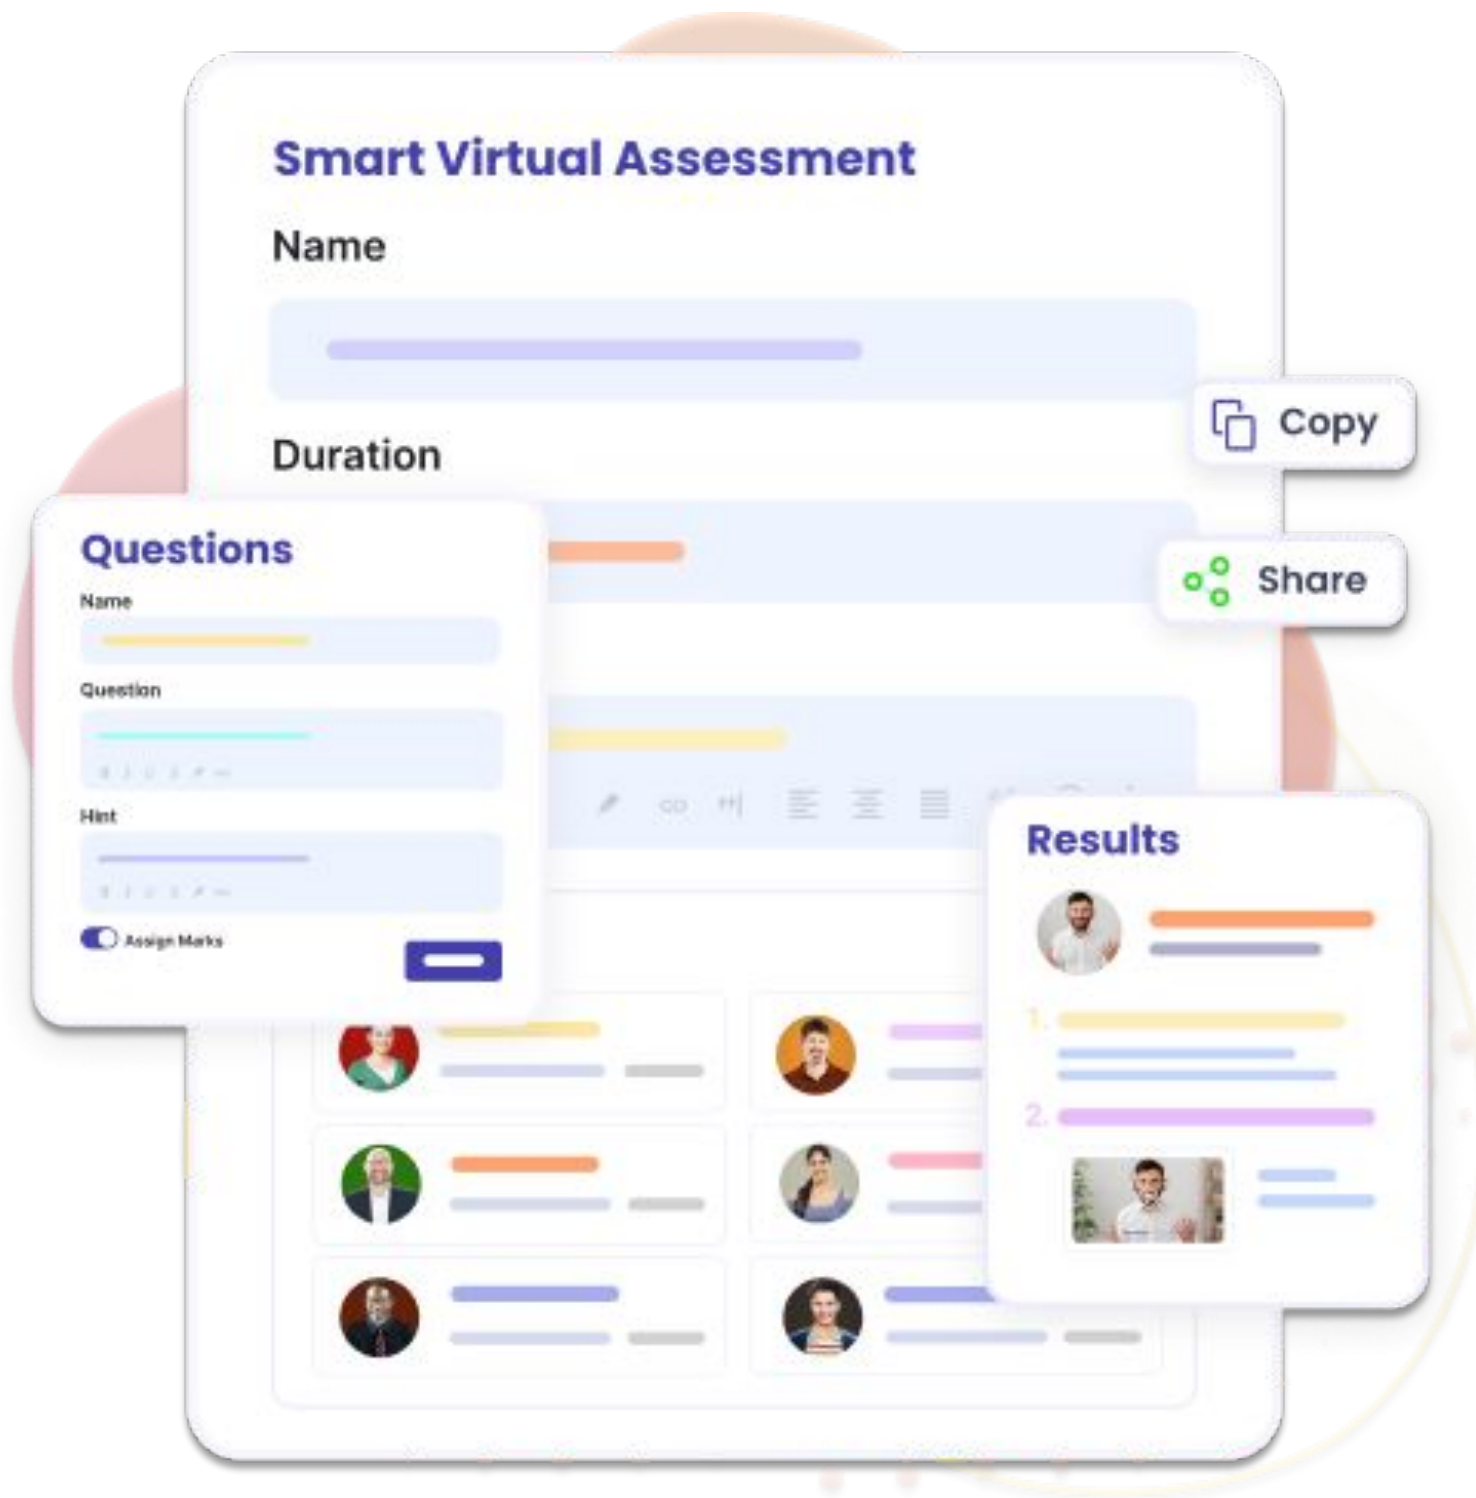 Smart Virtual Assessment
Name
Duration
Copy
Share
Questions
Name
Question
Hint
Assign Marks
Results
1.
2.